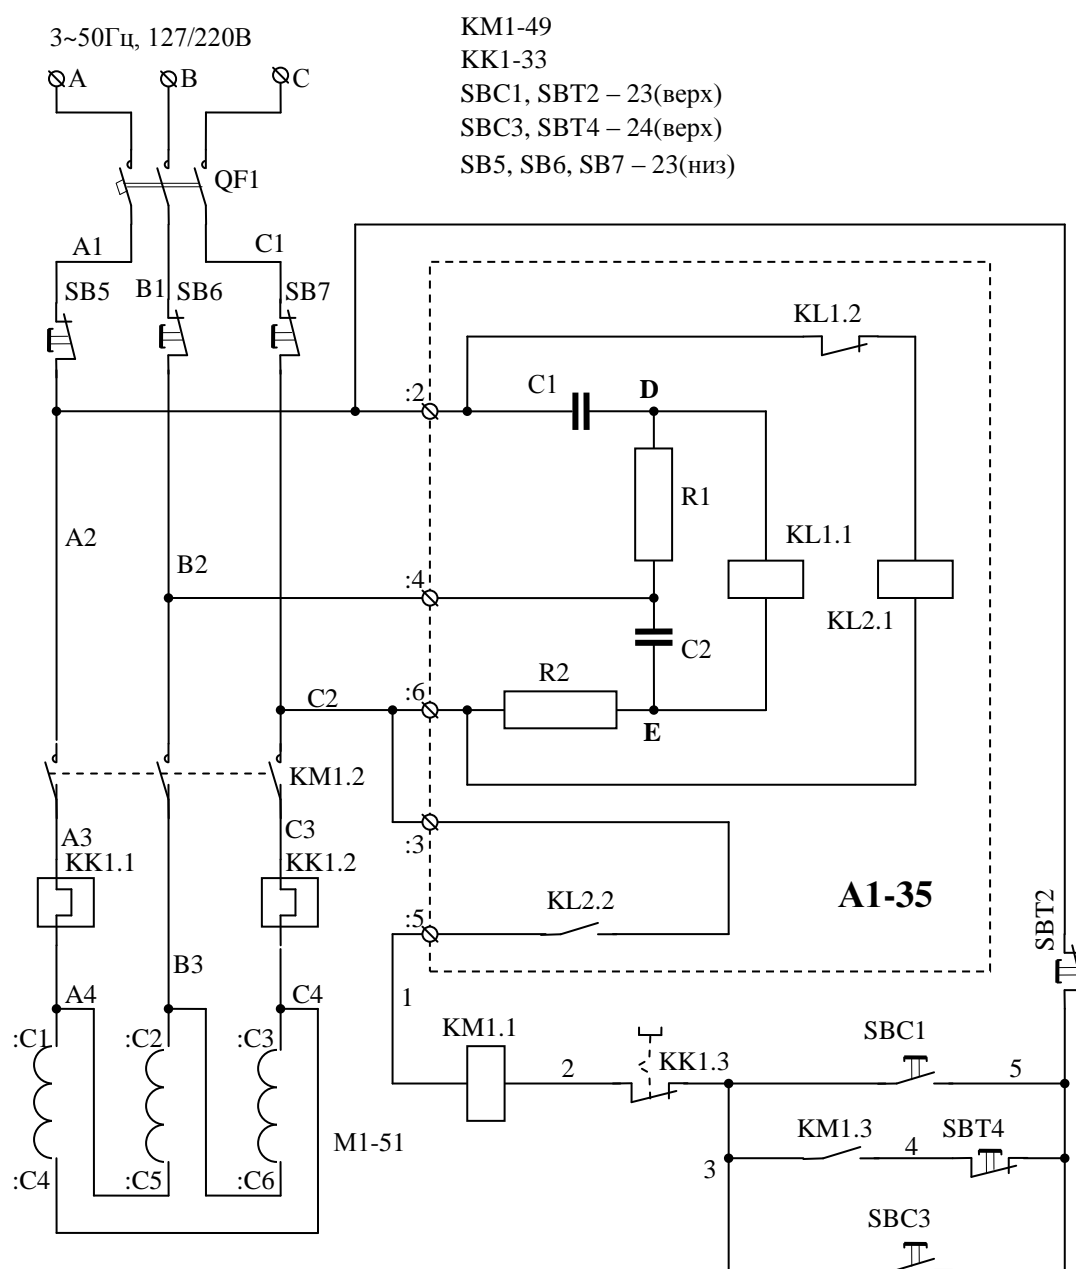 3~50Гц, 127/220В
KM1-49
KK1-33
SBC1, SBT2 – 23(верх)
SBC3, SBT4 – 24(верх)
SB5, SB6, SB7 – 23(низ)
A
B
C
QF1
A1
C1
SB5
B1
SB6
SB7
KL1.2
:2
C1
D
R1
A2
B2
:4
KL1.1
KL2.1
C2
R2
C2
:6
E
KM1.2
A3
C3
:3
KK1.1
KK1.2
A1-35
KL2.2
:5
SBT2
B3
A4
C4
1
KM1.1
SBC1
:C1
:C2
:C3
2
KK1.3
5
M1-51
KM1.3
4
SBT4
3
:C4
:C5
:C6
SBC3